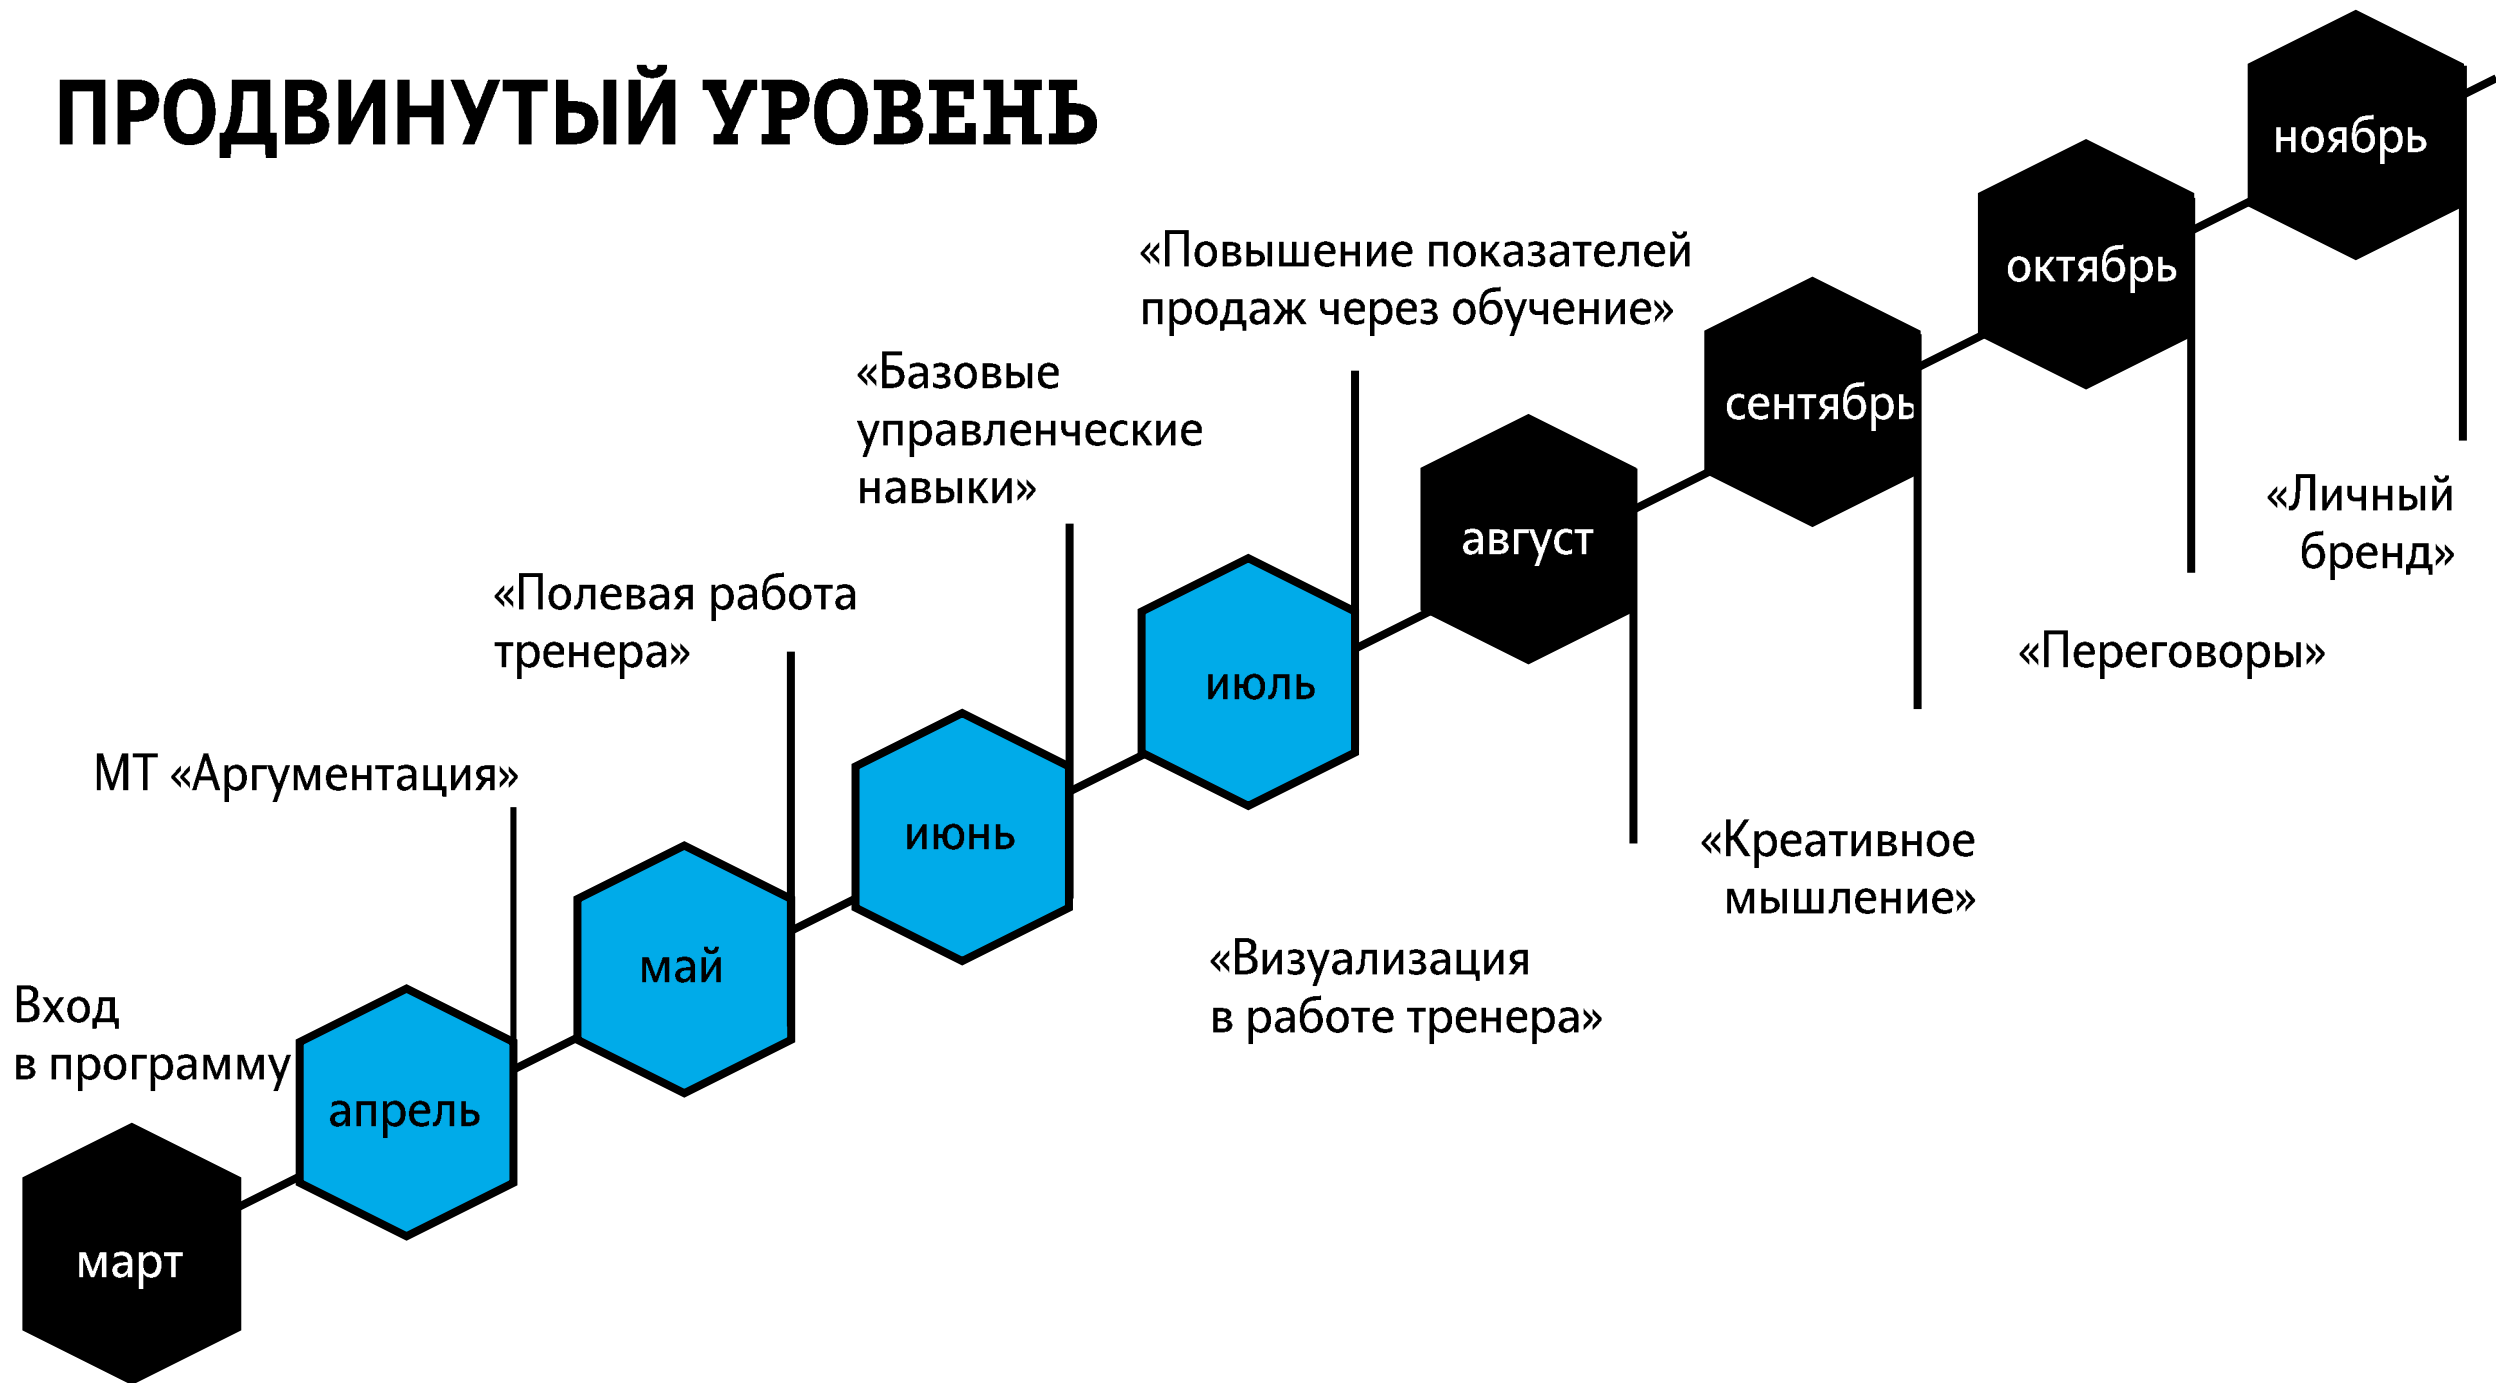 ПРОДВИНУТЫЙ УРОВЕНЬ
ноябрь
октябрь
«Повышение показателей
продаж через обучение»
сентябрь
«Базовые
управленческие
навыки»
август
«Личный
бренд»
«Полевая работа
тренера»
«Переговоры»
июль
МТ «Аргументация»
июнь
«Креативное
мышление»
май
«Визуализация
в работе тренера»
Вход
в программу
апрель
март